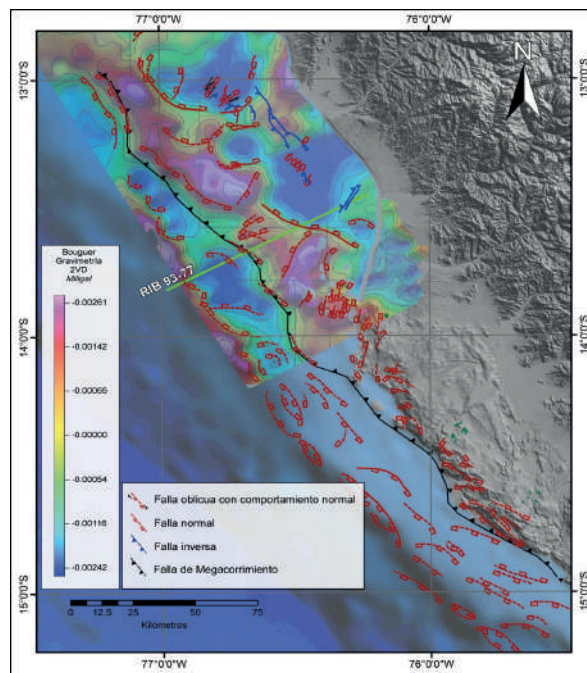 77°0'0"W
76°0'0"W
13°0'0"S
13°0'0"S
N
RIB 93-77
Bouguer
Gravimetría
2VD
Miligal
-0.00261
-0.00142
-0.00065
-0.00000
-0.00054
-0.00116
-0.00242
14°0'0"S
14°0'0"S
Falla oblicua con comportamiento normal
Falla normal
Falla inversa
Falla de Megacorrimiento
0
12.5
25
50
75
Kilómetros
15°0'0"S
15°0'0"S
77°0'0"W
76°0'0"W